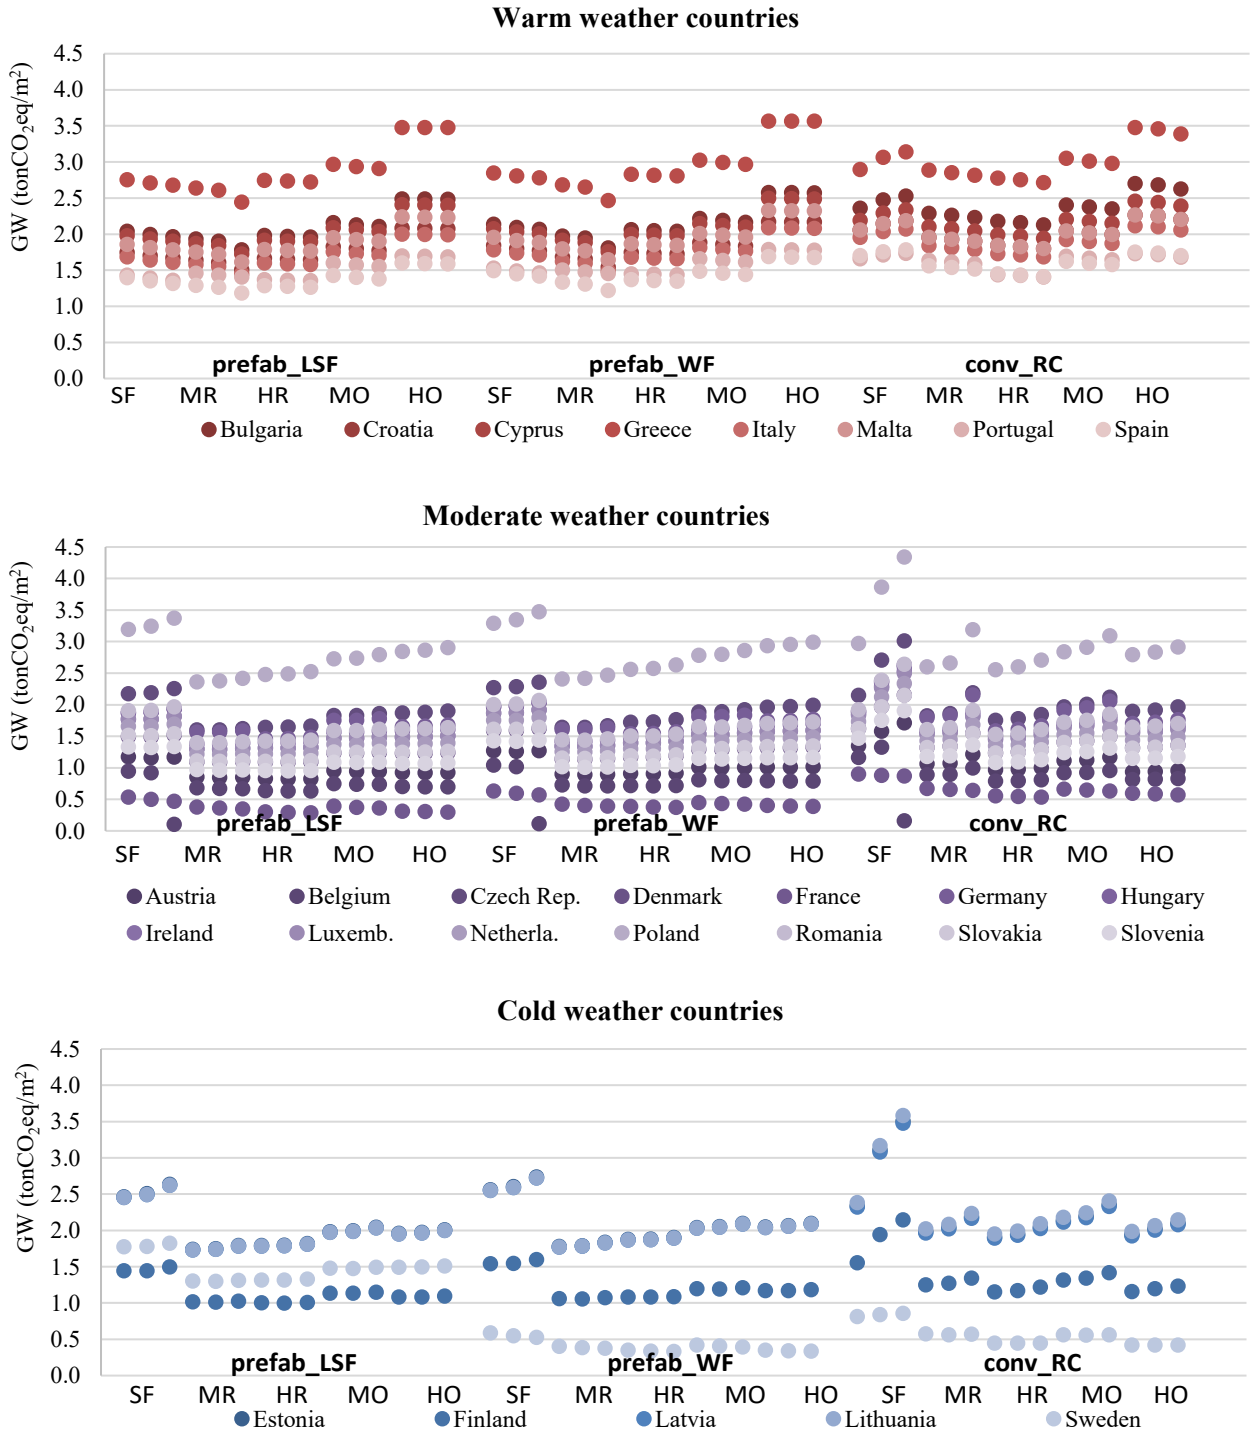 Warm weather countries
GW (tonCO₂eq/m²)
4.5
4.0
3.5
3.0
2.5
2.0
1.5
1.0
0.5
0.0
prefab_LSF prefab_WF conv_RC
SF MR HR MO HO SF MR HR MO HO SF MR HR MO HO
Bulgaria Croatia Cyprus Greece Italy Malta Portugal Spain
Moderate weather countries
GW (tonCO₂eq/m²)
4.5
4.0
3.5
3.0
2.5
2.0
1.5
1.0
0.5
0.0
prefab_LSF prefab_WF conv_RC
SF MR HR MO HO SF MR HR MO HO SF MR HR MO HO
Austria Belgium Czech Rep. Denmark France Germany Hungary
Ireland Luxemb. Netherla. Poland Romania Slovakia Slovenia
Cold weather countries
GW (tonCO₂eq/m²)
4.5
4.0
3.5
3.0
2.5
2.0
1.5
1.0
0.5
0.0
prefab_LSF prefab_WF conv_RC
SF MR HR MO HO SF MR HR MO HO SF MR HR MO HO
Estonia Finland Latvia Lithuania Sweden